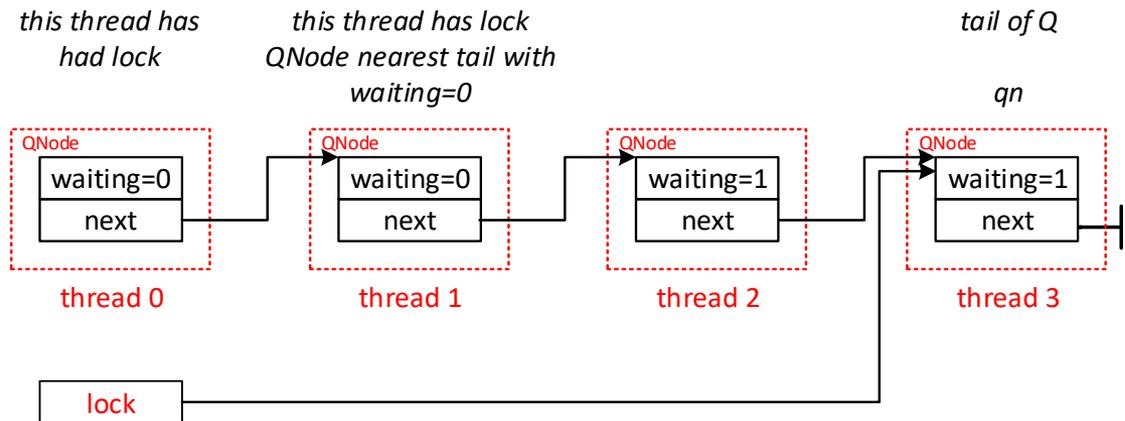 this thread has
had lock
this thread has lock
QNode nearest tail with
waiting=0
tail of Q
qn
QNode
waiting=0
next
thread 0
QNode
waiting=0
next
thread 1
QNode
waiting=1
next
thread 2
QNode
waiting=1
next
thread 3
lock